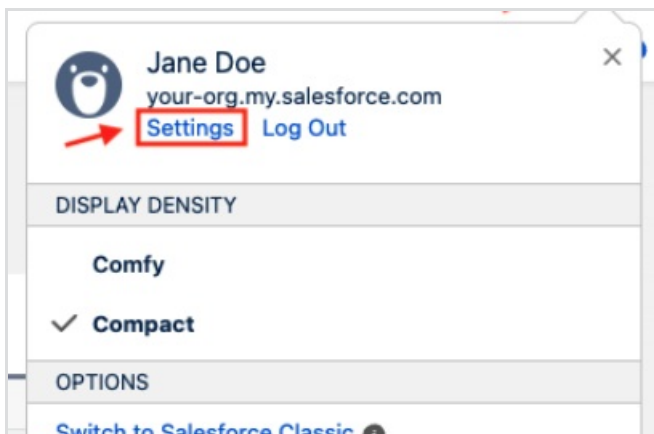 Jane Doe
your-org.my.salesforce.com
Settings Log Out
DISPLAY DENSITY
Comfy
Compact
OPTIONS
Switch to Salesforce Classic